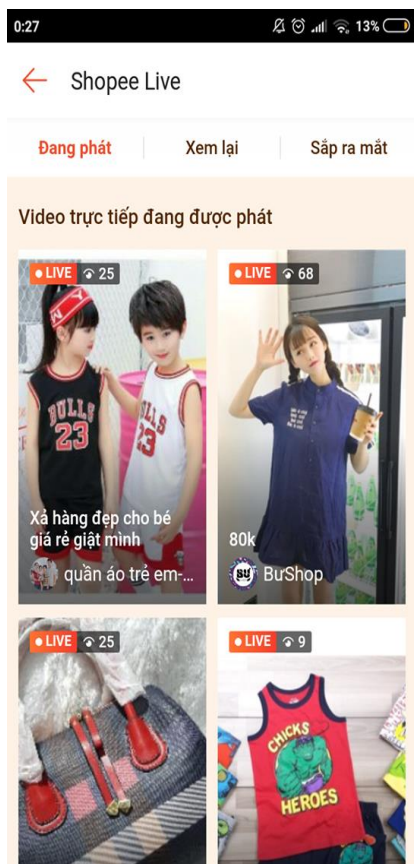 0:27
13%
Shopee Live
Đang phát
Xem lại
Sắp ra mắt
Video trực tiếp đang được phát
LIVE 25
BULLS
23
BULLS
23
Xả hàng đẹp cho bé
giá rẻ giật mình
quần áo trẻ em-...
LIVE 68
80k
Bư
BưShop
LIVE 25
LIVE 9
CHICKS
HEROES